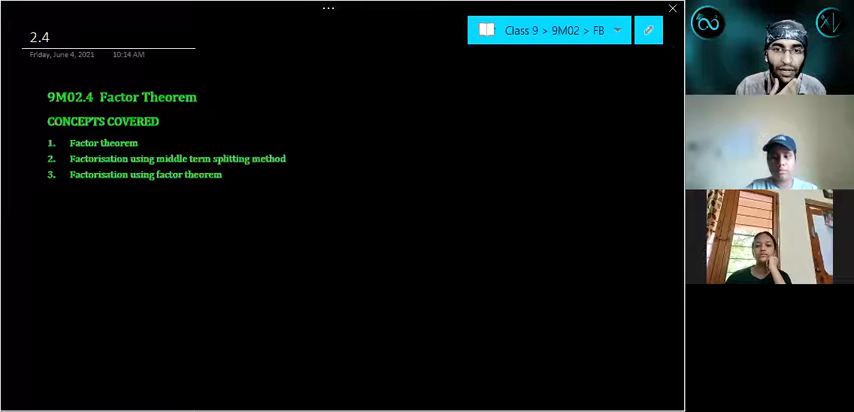 2.4
Friday, June 4, 2021 10:14 AM
Class 9 > 9M02 > FB
9M02.4 Factor Theorem
CONCEPTS COVERED
1. Factor theorem
2. Factorisation using middle term splitting method
3. Factorisation using factor theorem